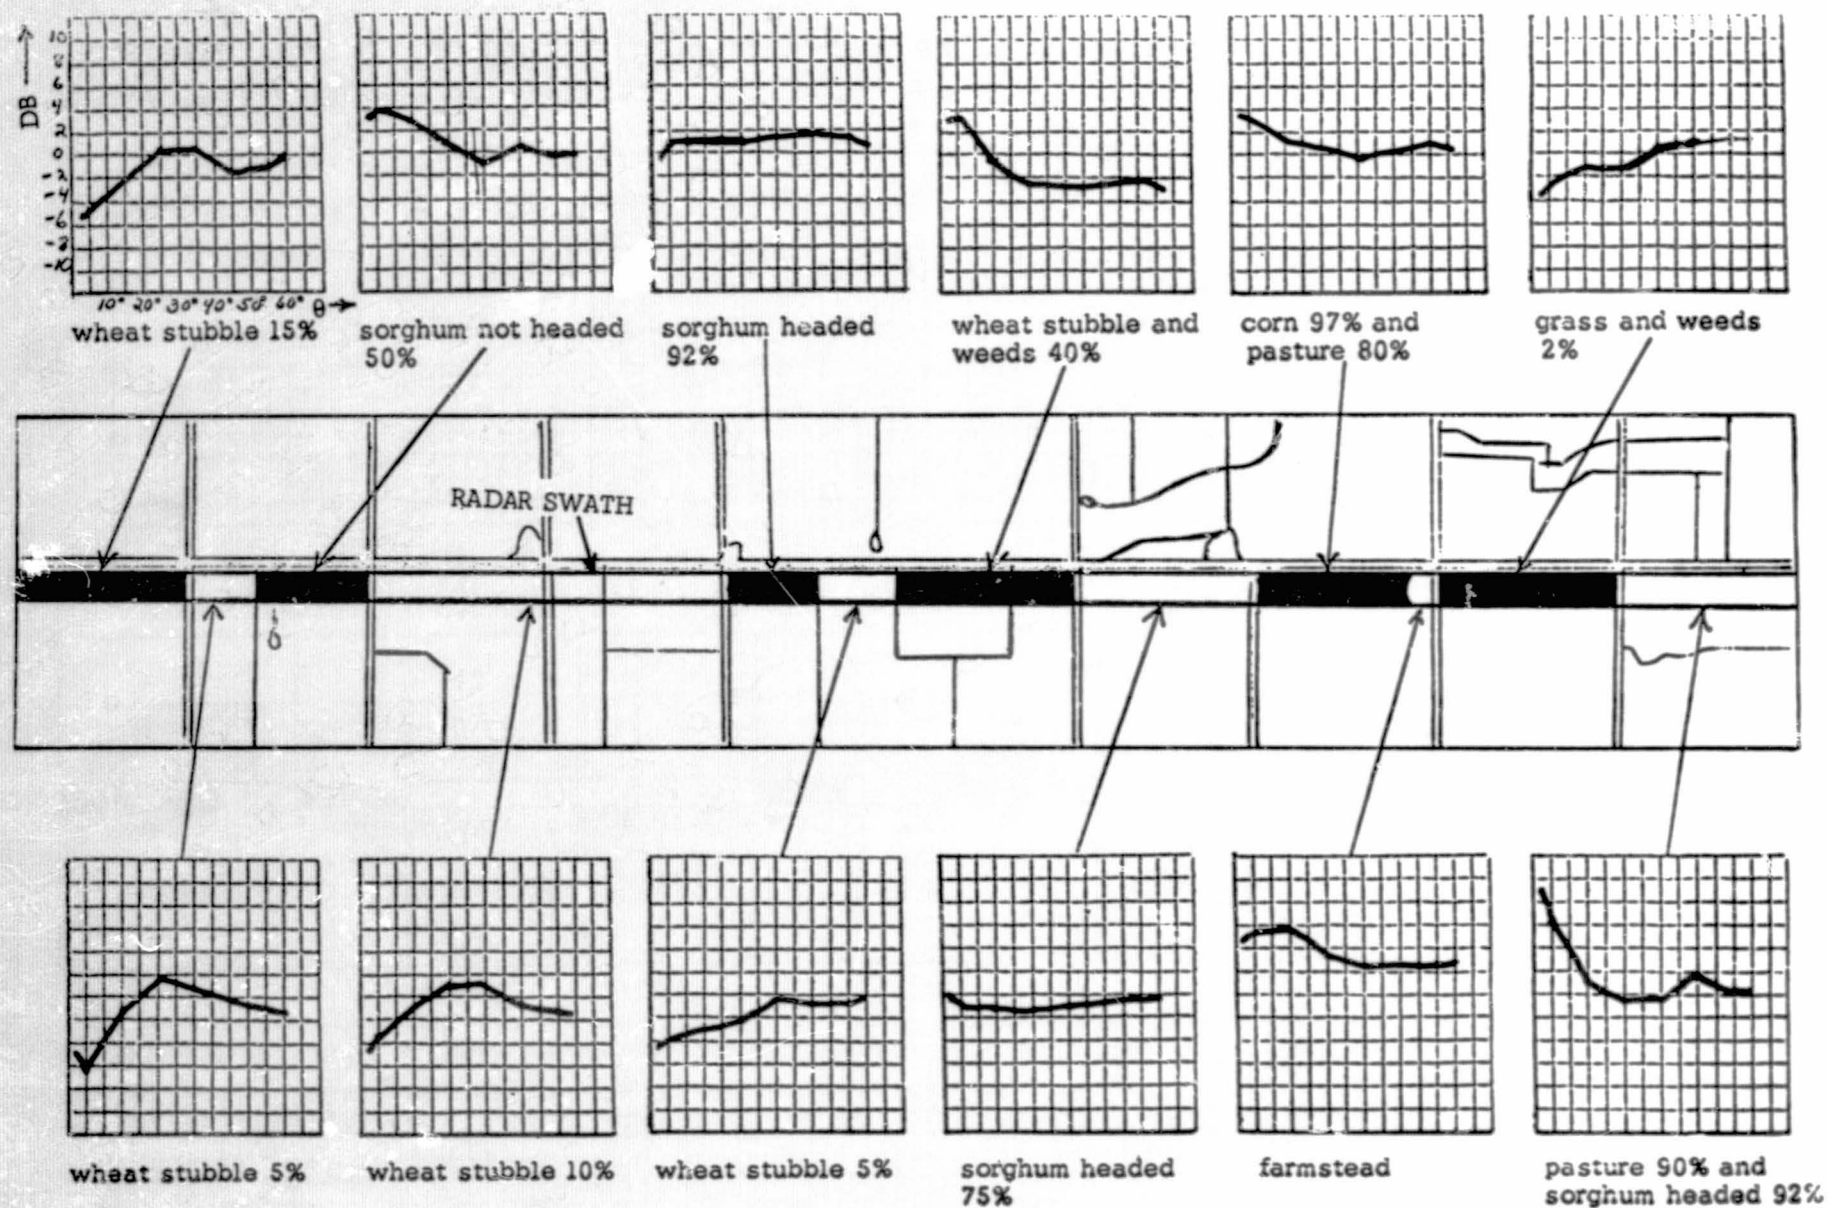 DB
10
8
6
4
2
0
-2
-4
-6
-8
-10
10° 20° 30° 40° 50° 60° θ
wheat stubble 15%
sorghum not headed
50%
sorghum headed
92%
wheat stubble and
weeds 40%
corn 97% and
pasture 80%
grass and weeds
2%
RADAR SWATH
wheat stubble 5%
wheat stubble 10%
wheat stubble 5%
sorghum headed
75%
farmstead
pasture 90% and
sorghum headed 92%